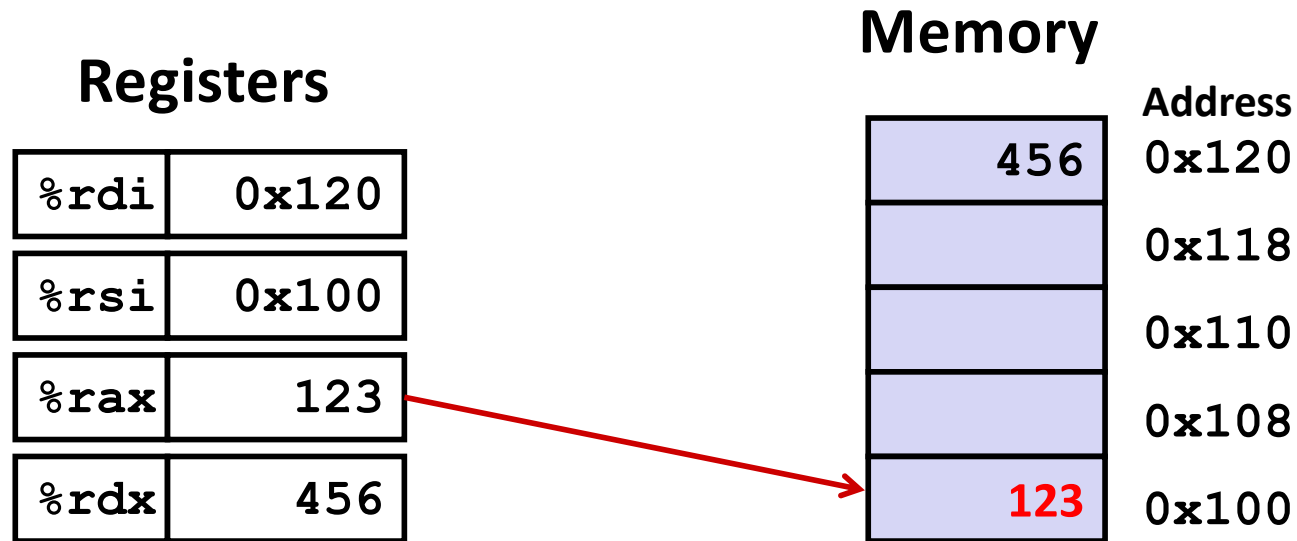 Registers
%rdi 0x120
%rsi 0x100
%rax 123
%rdx 456
Memory
Address
456 0x120
0x118
0x110
0x108
123 0x100